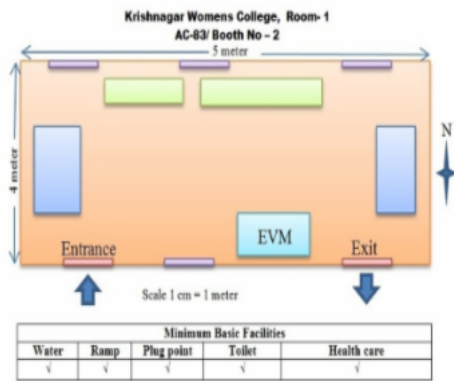 Krishnagar Womens College, Room- 1
AC-83/ Booth No – 2
5 meter
4 meter
N
EVM
Entrance
Exit
Scale 1 cm = 1 meter
Minimum Basic Facilities
Water Ramp Plug point Toilet Health care
√ √ √ √ √